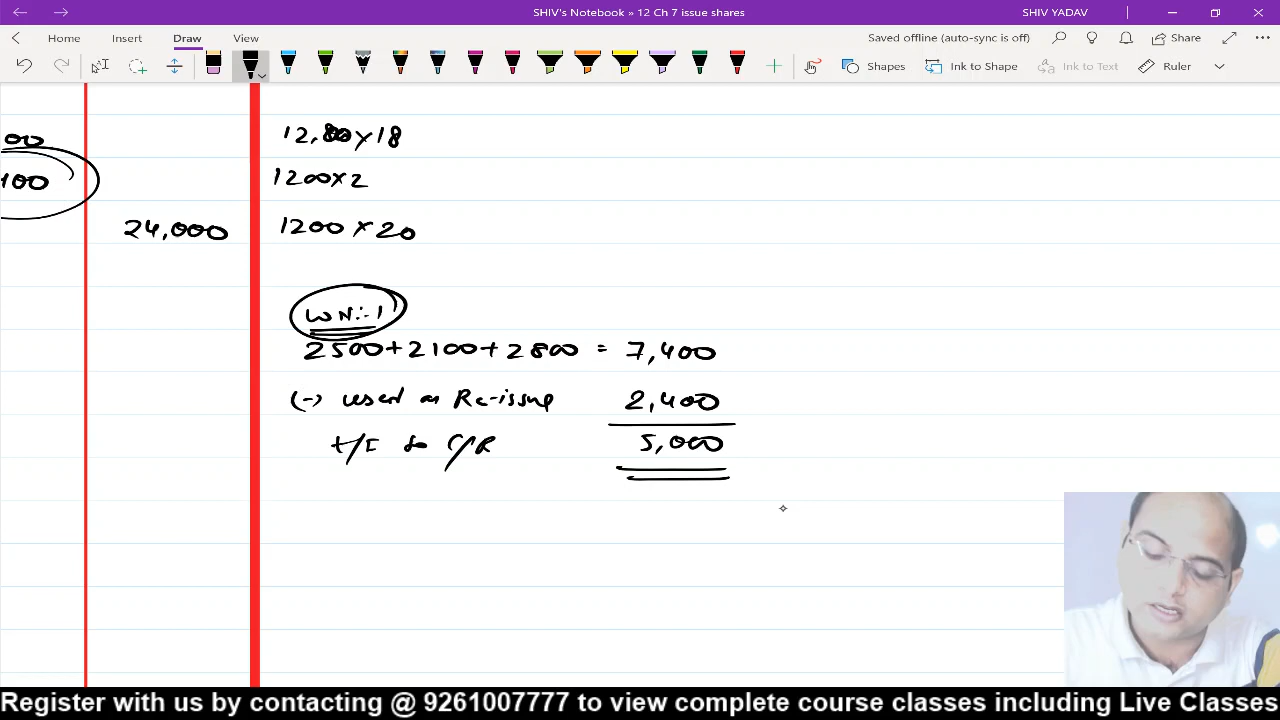 SHIV's Notebook » 12 Ch 7 issue shares
SHIV YADAV
Home Insert Draw View
Saved offline (auto-sync is off)
Share
Shapes
Ink to Shape
Ink to Text
Ruler
00
100
24,000
12,00×18
1200×2
1200×20
WN:-1
2500+2100+2800 = 7,400
(-) used on Re-issue 2,400
t/f to C/R 5,000
Register with us by contacting @ 9261007777 to view complete course classes including Live Classes